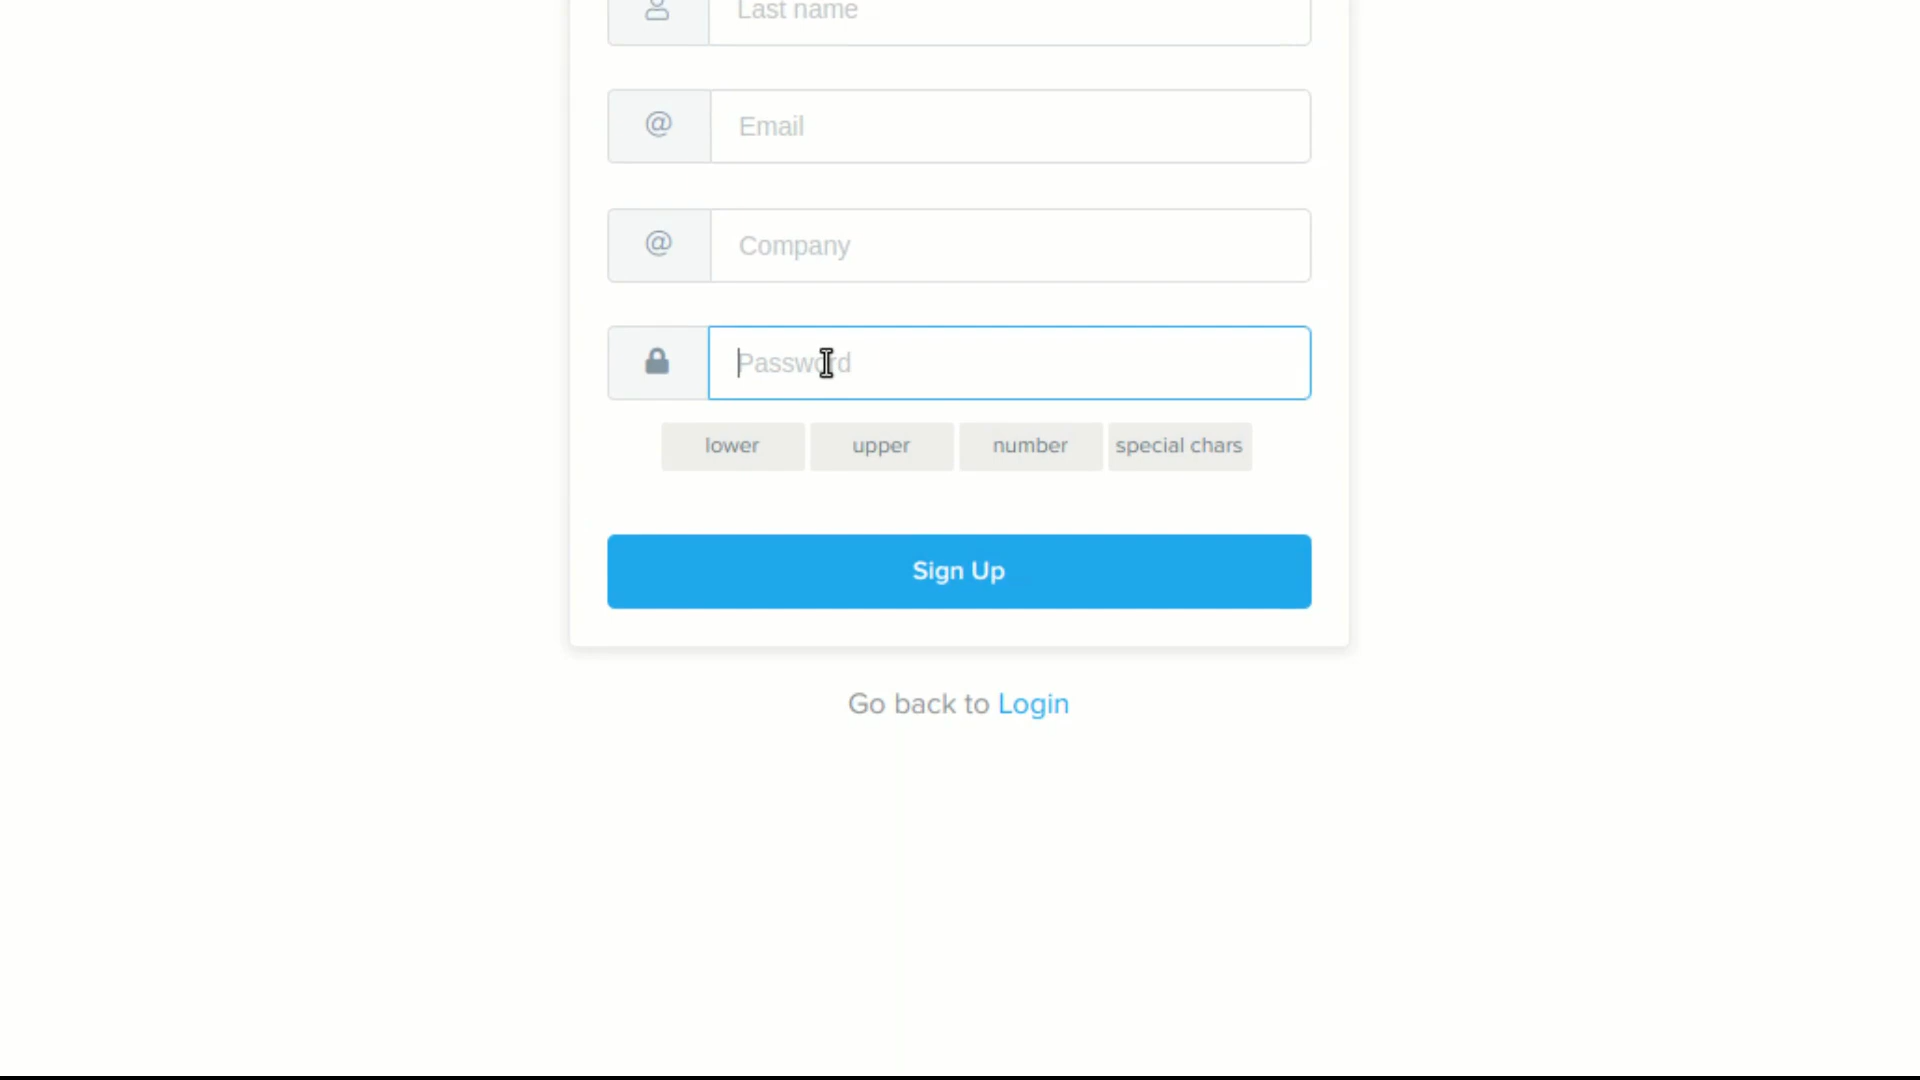 Last name
@ Email
@ Company
Password
lower upper number special chars
Sign Up
Go back to Login